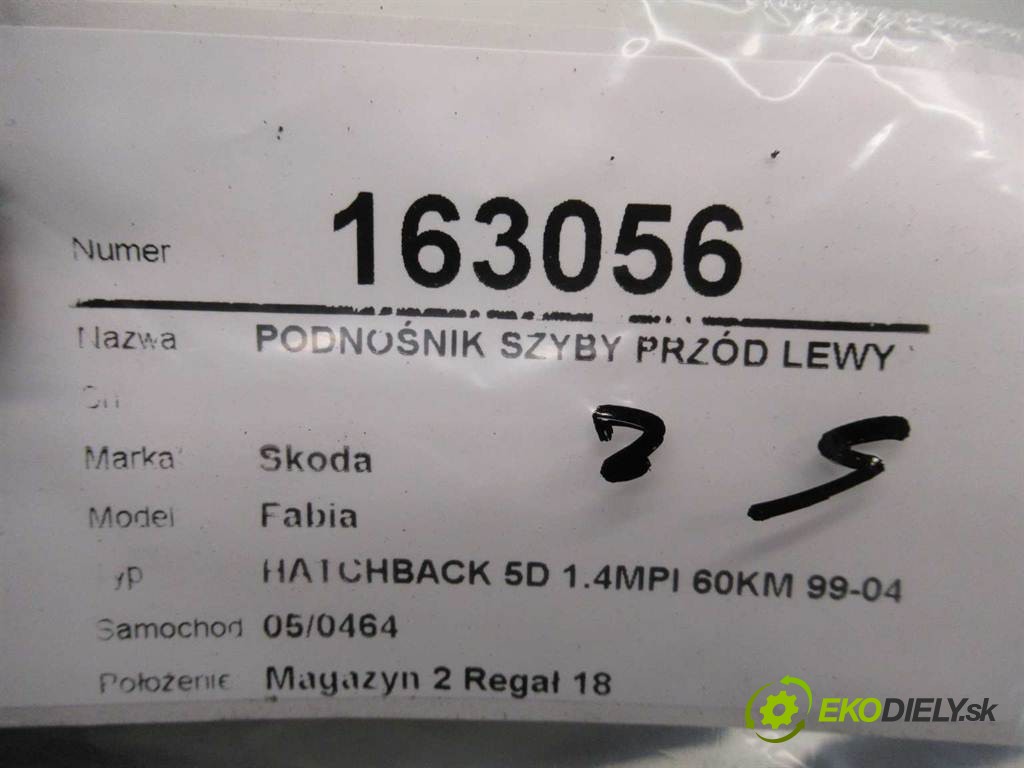 Numer 163056
Nazwa PODNOŚNIK SZYBY PRZÓD LEWY
Marka Skoda
Model Fabia
Typ HATCHBACK 5D 1.4MPI 60KM 99-04
Samochod 05/0464
Położenie Magazyn 2 Regał 18
EKODIELY.sk